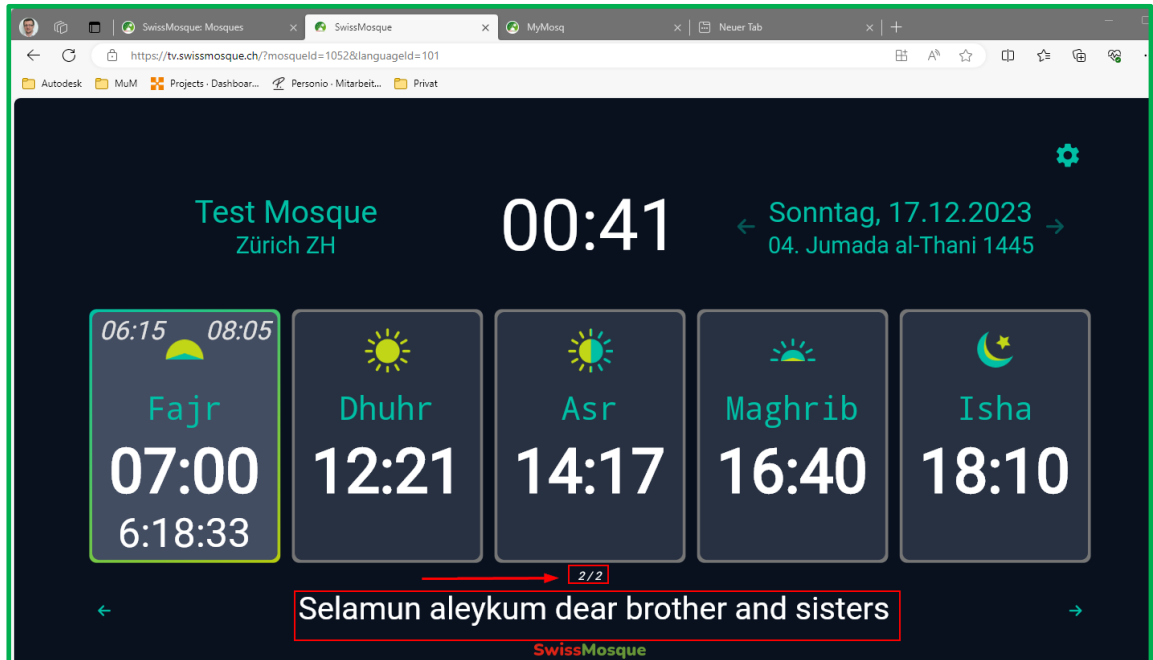 SwissMosque: Mosques
SwissMosque
MyMosq
Neuer Tab
https://tv.swissmosque.ch/?mosqueId=1052&languageId=101
Autodesk
MuM
Projects · Dashboar...
Personio - Mitarbeit...
Privat
Test Mosque
Zürich ZH
00:41
Sonntag, 17.12.2023
04. Jumada al-Thani 1445
06:15 08:05
Fajr
07:00
6:18:33
Dhuhr
12:21
Asr
14:17
Maghrib
16:40
Isha
18:10
2/2
Selamun aleykum dear brother and sisters
SwissMosque